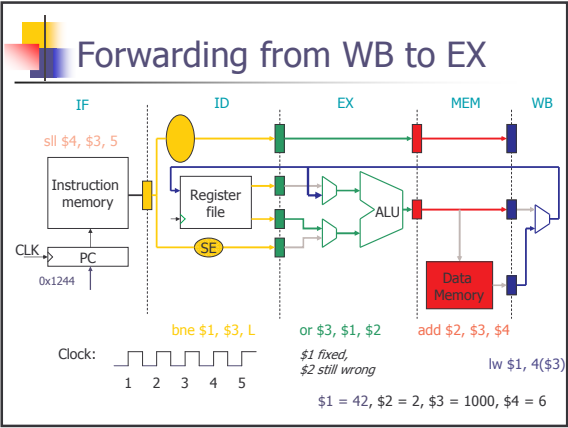 Forwarding from WB to EX
IF ID EX MEM WB
sll $4, $3, 5
Instruction
memory
Register
file
ALU
SE
CLK
PC
0x1244
Data
Memory
bne $1, $3, L
or $3, $1, $2
add $2, $3, $4
Clock:
$1 fixed,
$2 still wrong
lw $1, 4($3)
1 2 3 4 5
$1 = 42, $2 = 2, $3 = 1000, $4 = 6